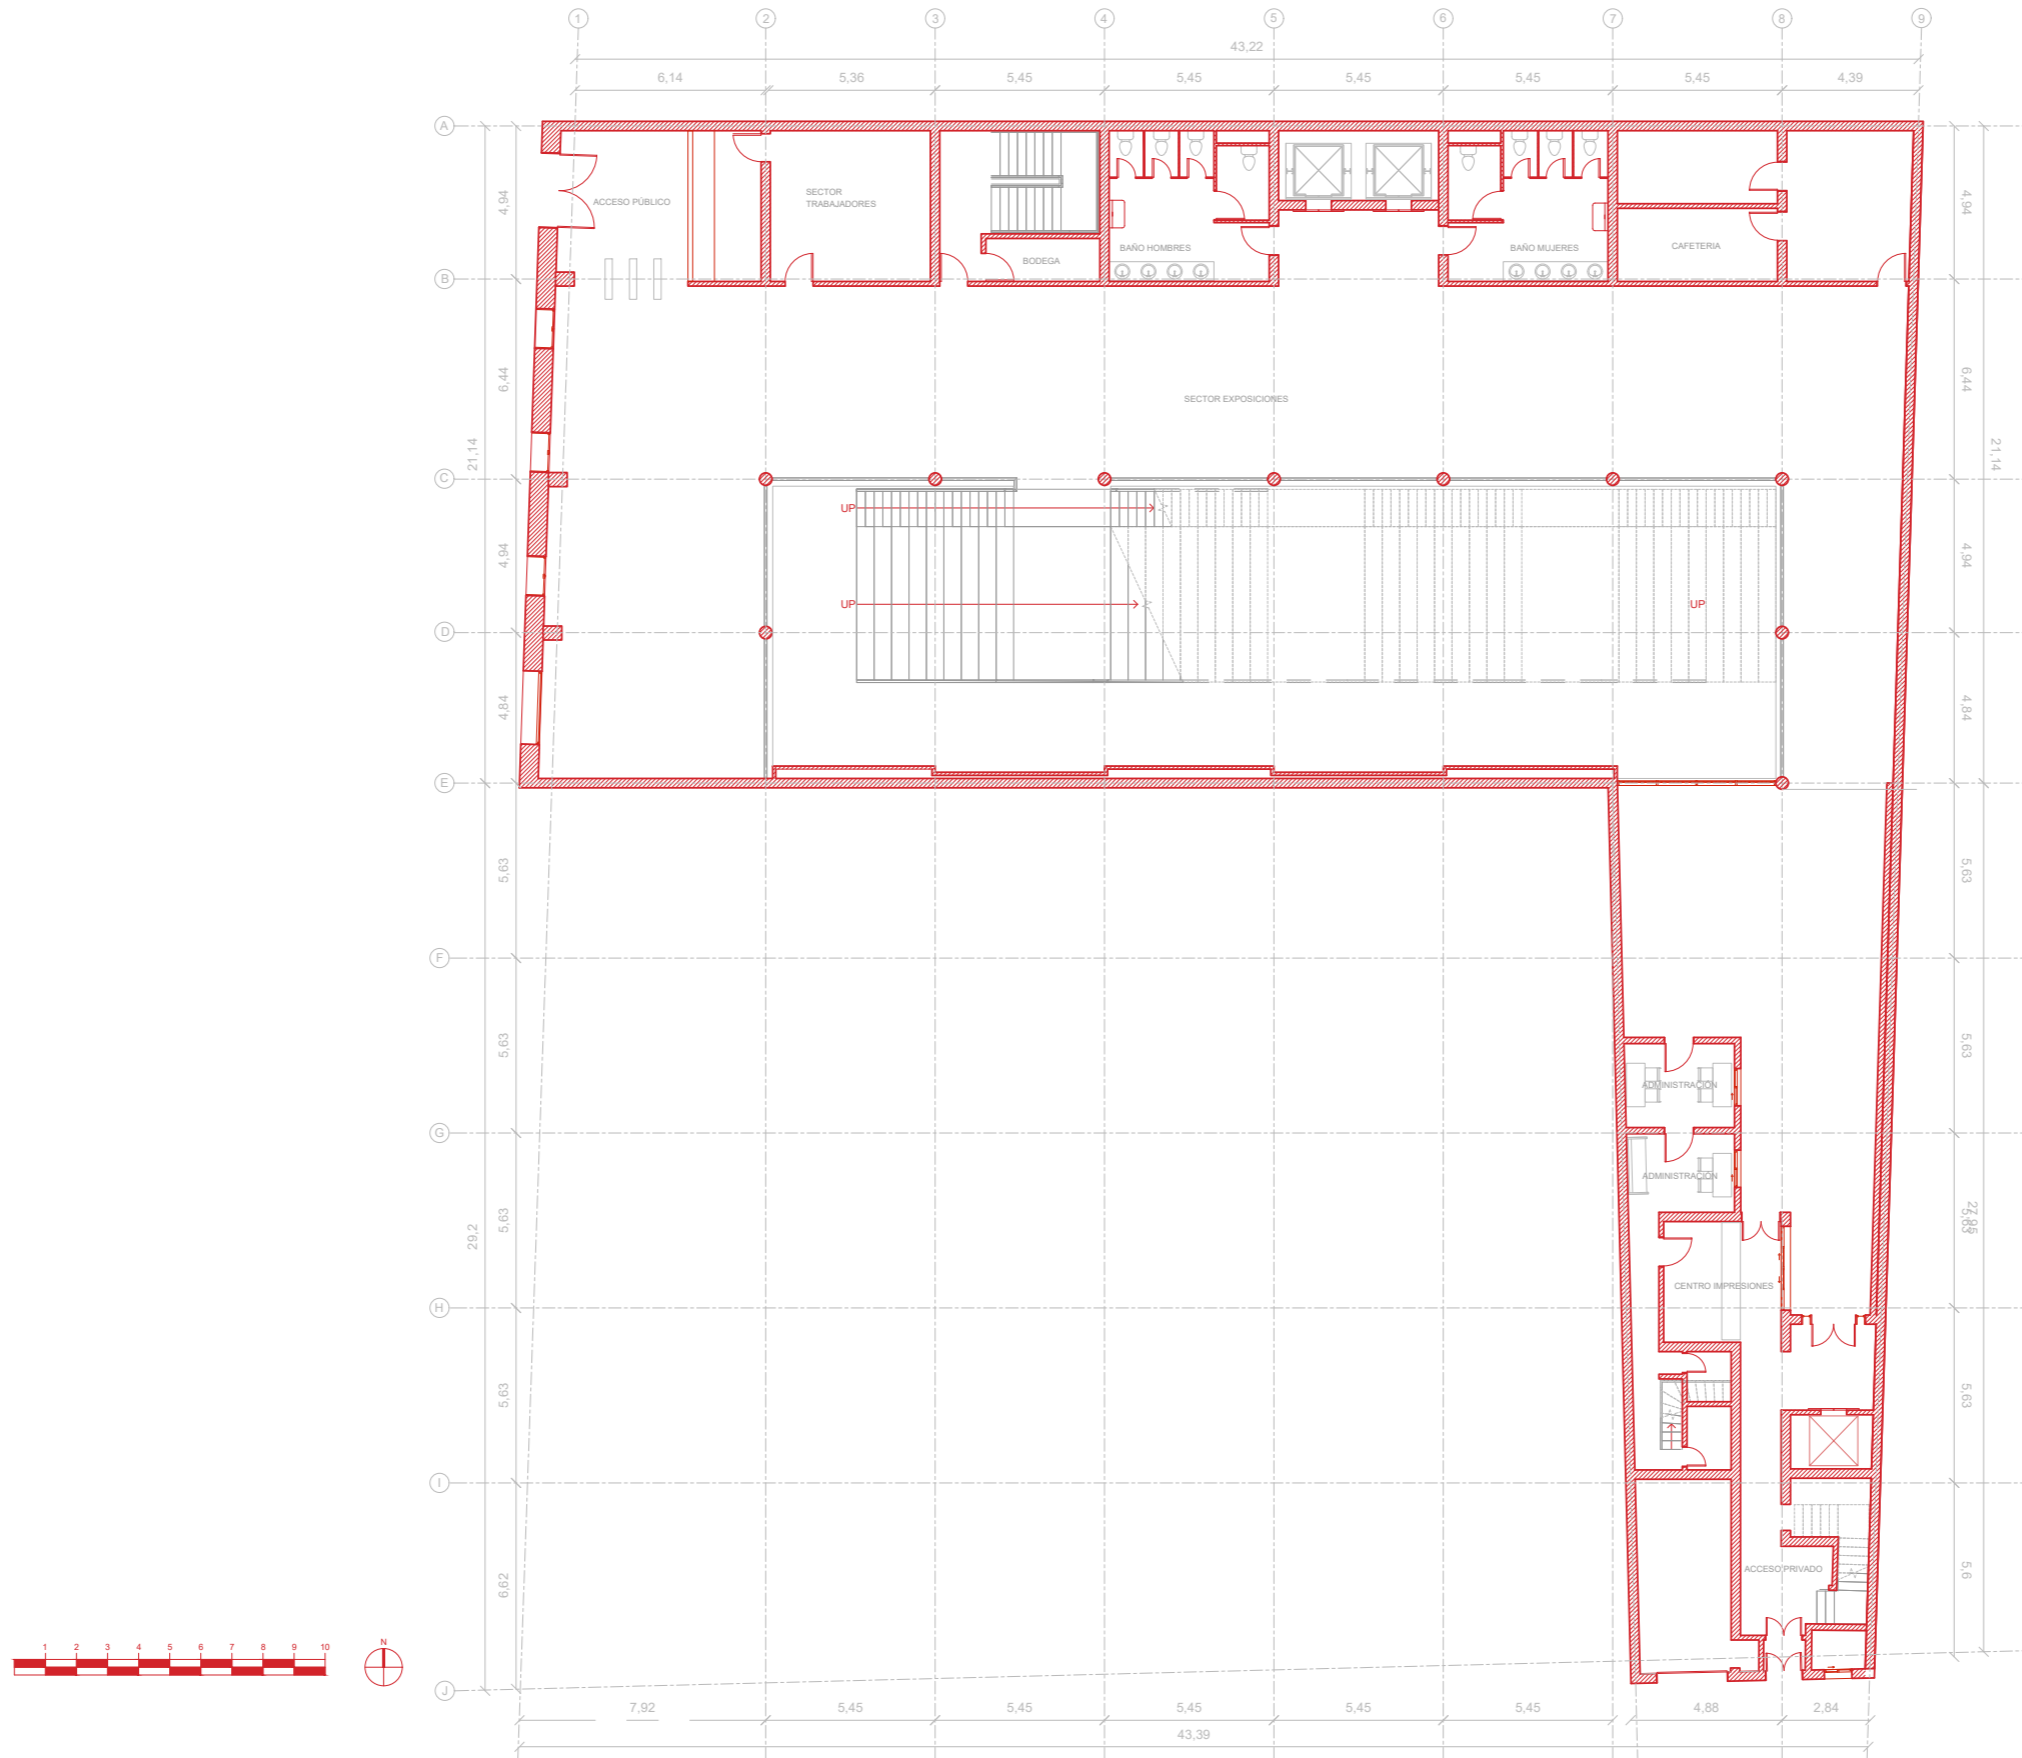 1 2 3 4 5 6 7 8 9
43,22
6,14 5,36 5,45 5,45 5,45 5,45 5,45 4,39
A
4,94
ACCESO PÚBLICO
SECTOR
TRABAJADORES
BODEGA
BAÑO HOMBRES
BAÑO MUJERES
CAFETERIA
4,94
B
6,44
SECTOR EXPOSICIONES
6,44
21,14
21,14
C
UP
4,94
4,94
UP
UP
D
4,84
4,84
E
5,63
5,63
F
5,63
5,63
ADMINISTRACIÓN
G
ADMINISTRACIÓN
5,63
5,63
29,2
27,85
CENTRO IMPRESIONES
H
5,63
5,63
I
6,62
ACCESO PRIVADO
5,6
1 2 3 4 5 6 7 8 9 10
N
J
7,92 5,45 5,45 5,45 5,45 5,45 4,88 2,84
43,39